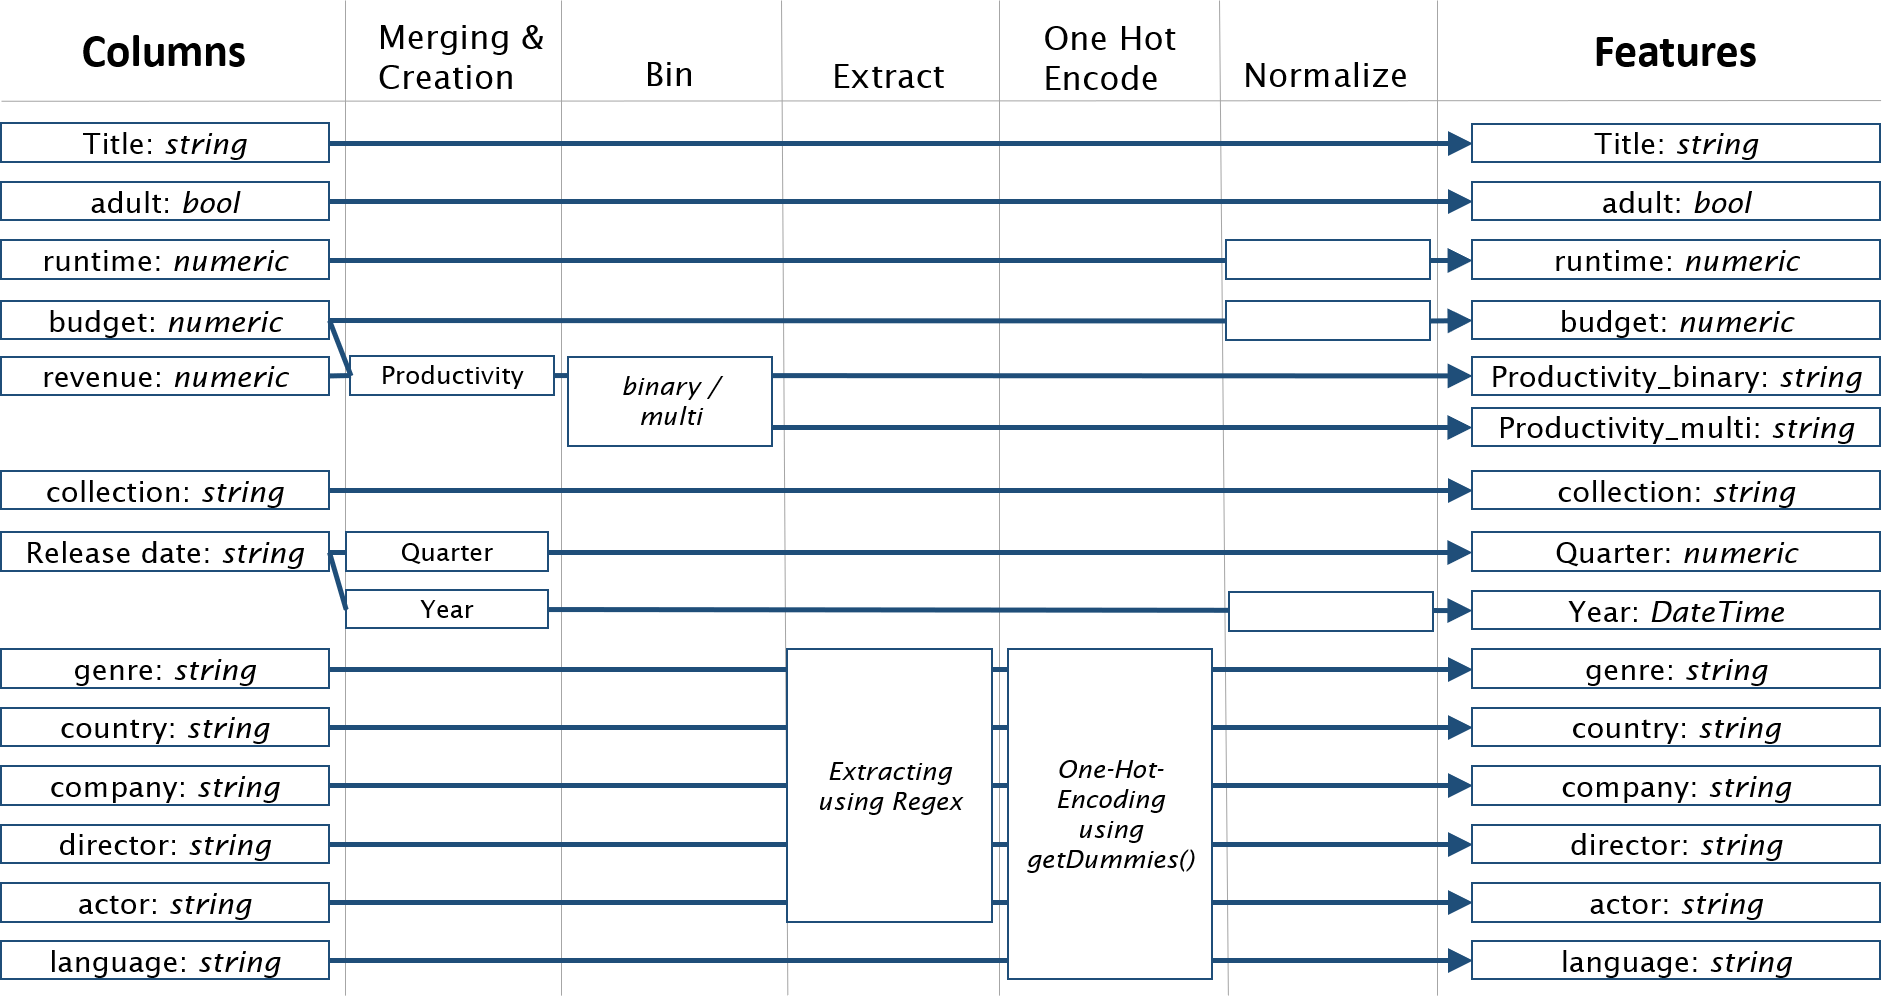 Columns
Merging &
Creation
Bin
Extract
One Hot
Encode
Normalize
Features
Title: string
Title: string
adult: bool
adult: bool
runtime: numeric
runtime: numeric
budget: numeric
budget: numeric
revenue: numeric
Productivity
binary /
multi
Productivity_binary: string
Productivity_multi: string
collection: string
collection: string
Release date: string
Quarter
Quarter: numeric
Year
Year: DateTime
genre: string
genre: string
country: string
country: string
company: string
Extracting
using Regex
One-Hot-
Encoding
using
getDummies()
company: string
director: string
director: string
actor: string
actor: string
language: string
language: string